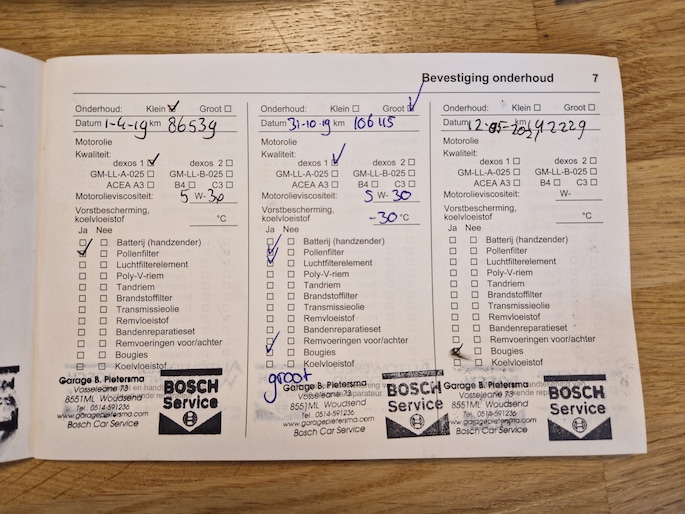 Bevestiging onderhoud 7
Onderhoud: Klein Groot
Datum 1-4-19 km 86539
Motorolie
Kwaliteit:
dexos 1 dexos 2
GM-LL-A-025 GM-LL-B-025
ACEA A3 B4 C3
Motorolieviscositeit: 5 W-30
Vorstbescherming,
koelvloeistof °C
Ja Nee
Batterij (handzender)
Pollenfilter
Luchtfilterelement
Poly-V-riem
Tandriem
Brandstoffilter
Transmissieolie
Remvloeistof
Bandenreparatieset
Remvoeringen voor/achter
Bougies
Koelvloeistof
Garage B. Pietersma
Vosseleane 73
8551ML Woudsend
Tel. 0514-591236
www.garagepietersma.com
Bosch Car Service
BOSCH
Service
Onderhoud: Klein Groot
Datum 31-10-19 km 106115
Motorolie
Kwaliteit:
dexos 1 dexos 2
GM-LL-A-025 GM-LL-B-025
ACEA A3 B4 C3
Motorolieviscositeit: 5 W-30
Vorstbescherming,
koelvloeistof -30 °C
Ja Nee
Batterij (handzender)
Pollenfilter
Luchtfilterelement
Poly-V-riem
Tandriem
Brandstoffilter
Transmissieolie
Remvloeistof
Bandenreparatieset
Remvoeringen voor/achter
Bougies
Koelvloeistof
groot
Garage B. Pietersma
Vosseleane 73
8551ML Woudsend
Tel. 0514-591236
www.garagepietersma.com
Bosch Car Service
BOSCH
Service
Onderhoud: Klein Groot
Datum km
Motorolie
Kwaliteit:
dexos 1 dexos 2
GM-LL-A-025 GM-LL-B-025
ACEA A3 B4 C3
Motorolieviscositeit: W-
Vorstbescherming,
koelvloeistof °C
Ja Nee
Batterij (handzender)
Pollenfilter
Luchtfilterelement
Poly-V-riem
Tandriem
Brandstoffilter
Transmissieolie
Remvloeistof
Bandenreparatieset
Remvoeringen voor/achter
Bougies
Koelvloeistof
Garage B. Pietersma
Vosseleane 73
8551ML Woudsend
Tel. 0514-591236
www.garagepietersma.com
Bosch Car Service
BOSCH
Service